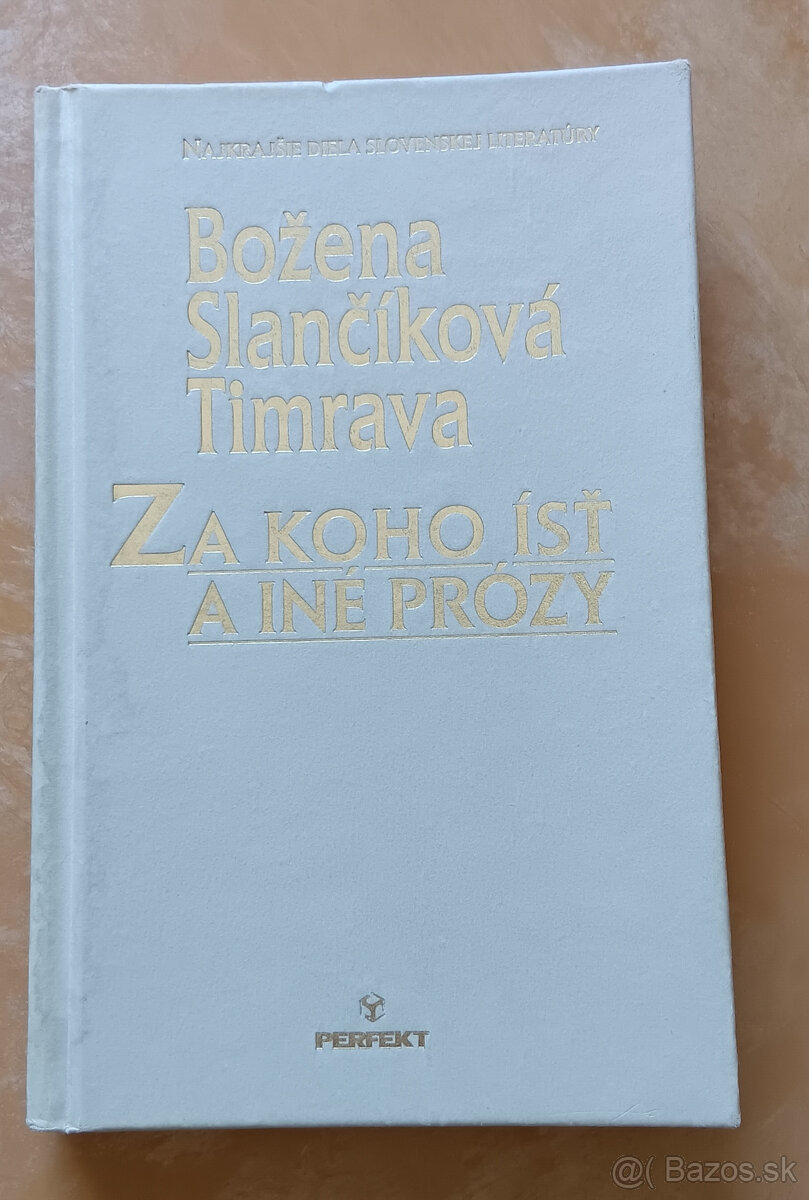 NAJKRAJŠIE DIELA SLOVENSKEJ LITERATÚRY
Božena
Slančíková
Timrava
ZA KOHO ÍSŤ
A INÉ PRÓZY
PERFEKT
@( Bazos.sk